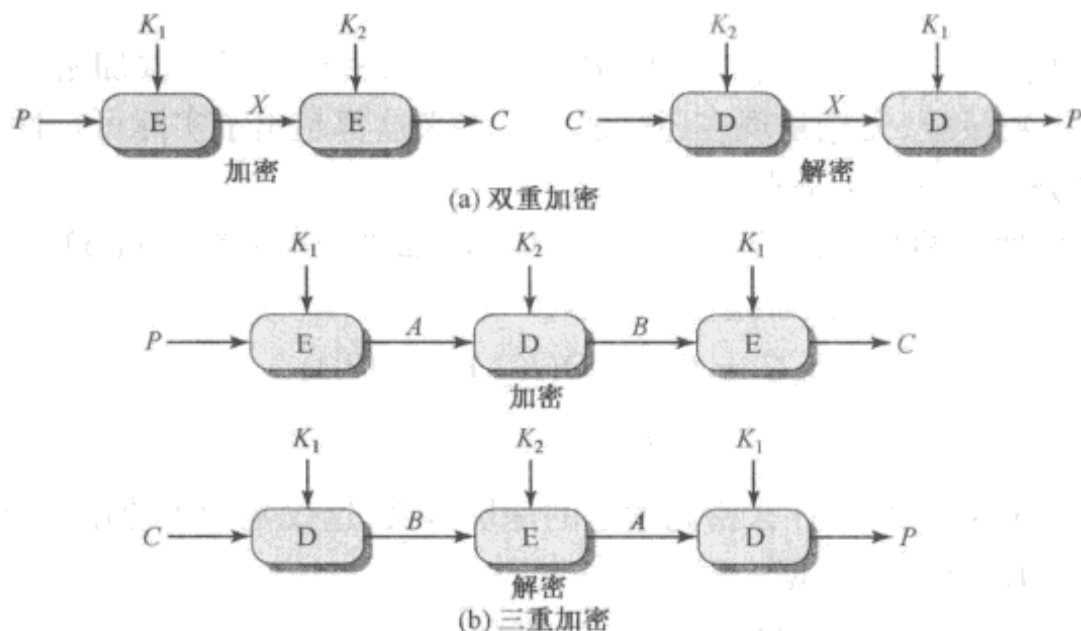 K₁ K₂ K₂ K₁
P E X E C C D X D P
加密 解密
(a) 双重加密
K₁ K₂ K₁
P E A D B E C
加密
K₁ K₂ K₁
C D B E A D P
解密
(b) 三重加密